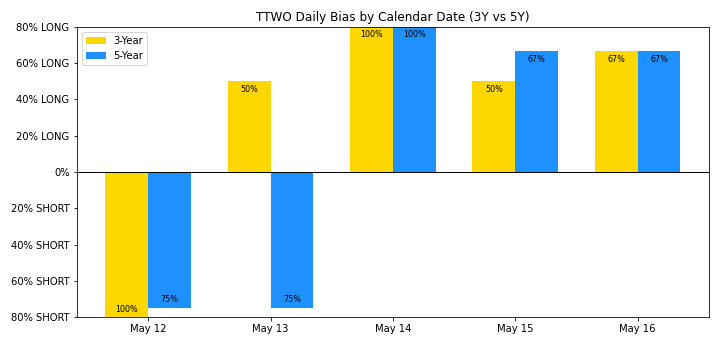 TTWO Daily Bias by Calendar Date (3Y vs 5Y)
80% LONG
60% LONG
40% LONG
20% LONG
0%
20% SHORT
40% SHORT
60% SHORT
80% SHORT
3-Year
5-Year
100%
75%
50%
75%
100%
100%
50%
67%
67%
67%
May 12
May 13
May 14
May 15
May 16